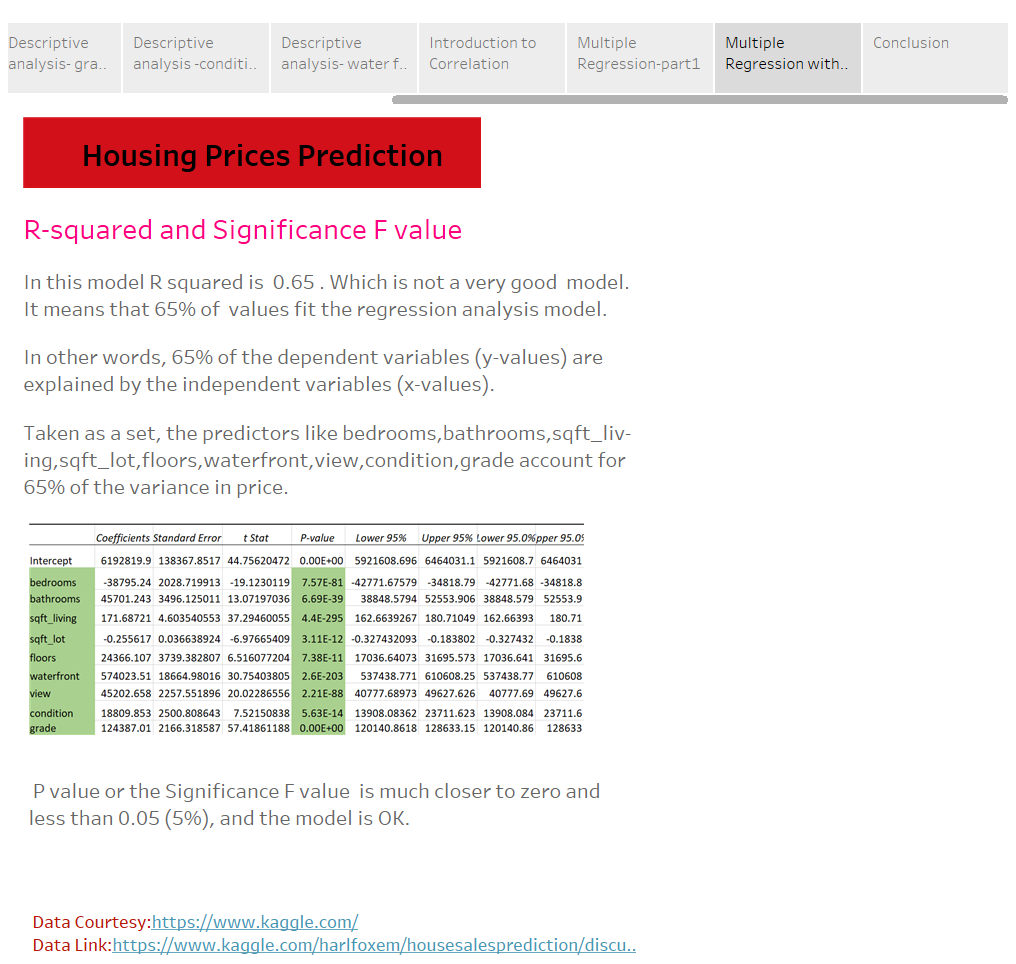 Descriptive
analysis- gra..
Descriptive
analysis -conditi..
Descriptive
analysis- water f..
Introduction to
Correlation
Multiple
Regression-part1
Multiple
Regression with..
Conclusion
Housing Prices Prediction
R-squared and Significance F value
In this model R squared is 0.65 . Which is not a very good model.
It means that 65% of values fit the regression analysis model.
In other words, 65% of the dependent variables (y-values) are
explained by the independent variables (x-values).
Taken as a set, the predictors like bedrooms,bathrooms,sqft_liv-
ing,sqft_lot,floors,waterfront,view,condition,grade account for
65% of the variance in price.
Coefficients Standard Error t Stat P-value Lower 95% Upper 95% Lower 95.0% pper 95.0%
Intercept 6192819.9 138367.8517 44.75620472 0.00E+00 5921608.696 6464031.1 5921608.7 6464031
bedrooms -38795.24 2028.719913 -19.1230119 7.57E-81 -42771.67579 -34818.79 -42771.68 -34818.8
bathrooms 45701.243 3496.125011 13.07197036 6.69E-39 38848.5794 52553.906 38848.579 52553.9
sqft_living 171.68721 4.603540553 37.29460055 4.4E-295 162.6639267 180.71049 162.66393 180.71
sqft_lot -0.255617 0.036638924 -6.97665409 3.11E-12 -0.327432093 -0.183802 -0.327432 -0.1838
floors 24366.107 3739.382807 6.516077204 7.38E-11 17036.64073 31695.573 17036.641 31695.6
waterfront 574023.51 18664.98016 30.75403805 2.6E-203 537438.771 610608.25 537438.77 610608
view 45202.658 2257.551896 20.02286556 2.21E-88 40777.68973 49627.626 40777.69 49627.6
condition 18809.853 2500.808643 7.52150838 5.63E-14 13908.08362 23711.623 13908.084 23711.6
grade 124387.01 2166.318587 57.41861188 0.00E+00 120140.8618 128633.15 120140.86 128633
P value or the Significance F value is much closer to zero and
less than 0.05 (5%), and the model is OK.
Data Courtesy:https://www.kaggle.com/
Data Link:https://www.kaggle.com/harlfoxem/housesalesprediction/discu..